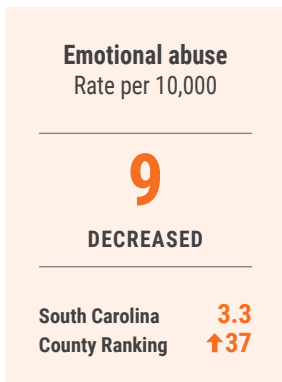 Emotional abuse
Rate per 10,000
9
DECREASED
South Carolina 3.3
County Ranking ↑37